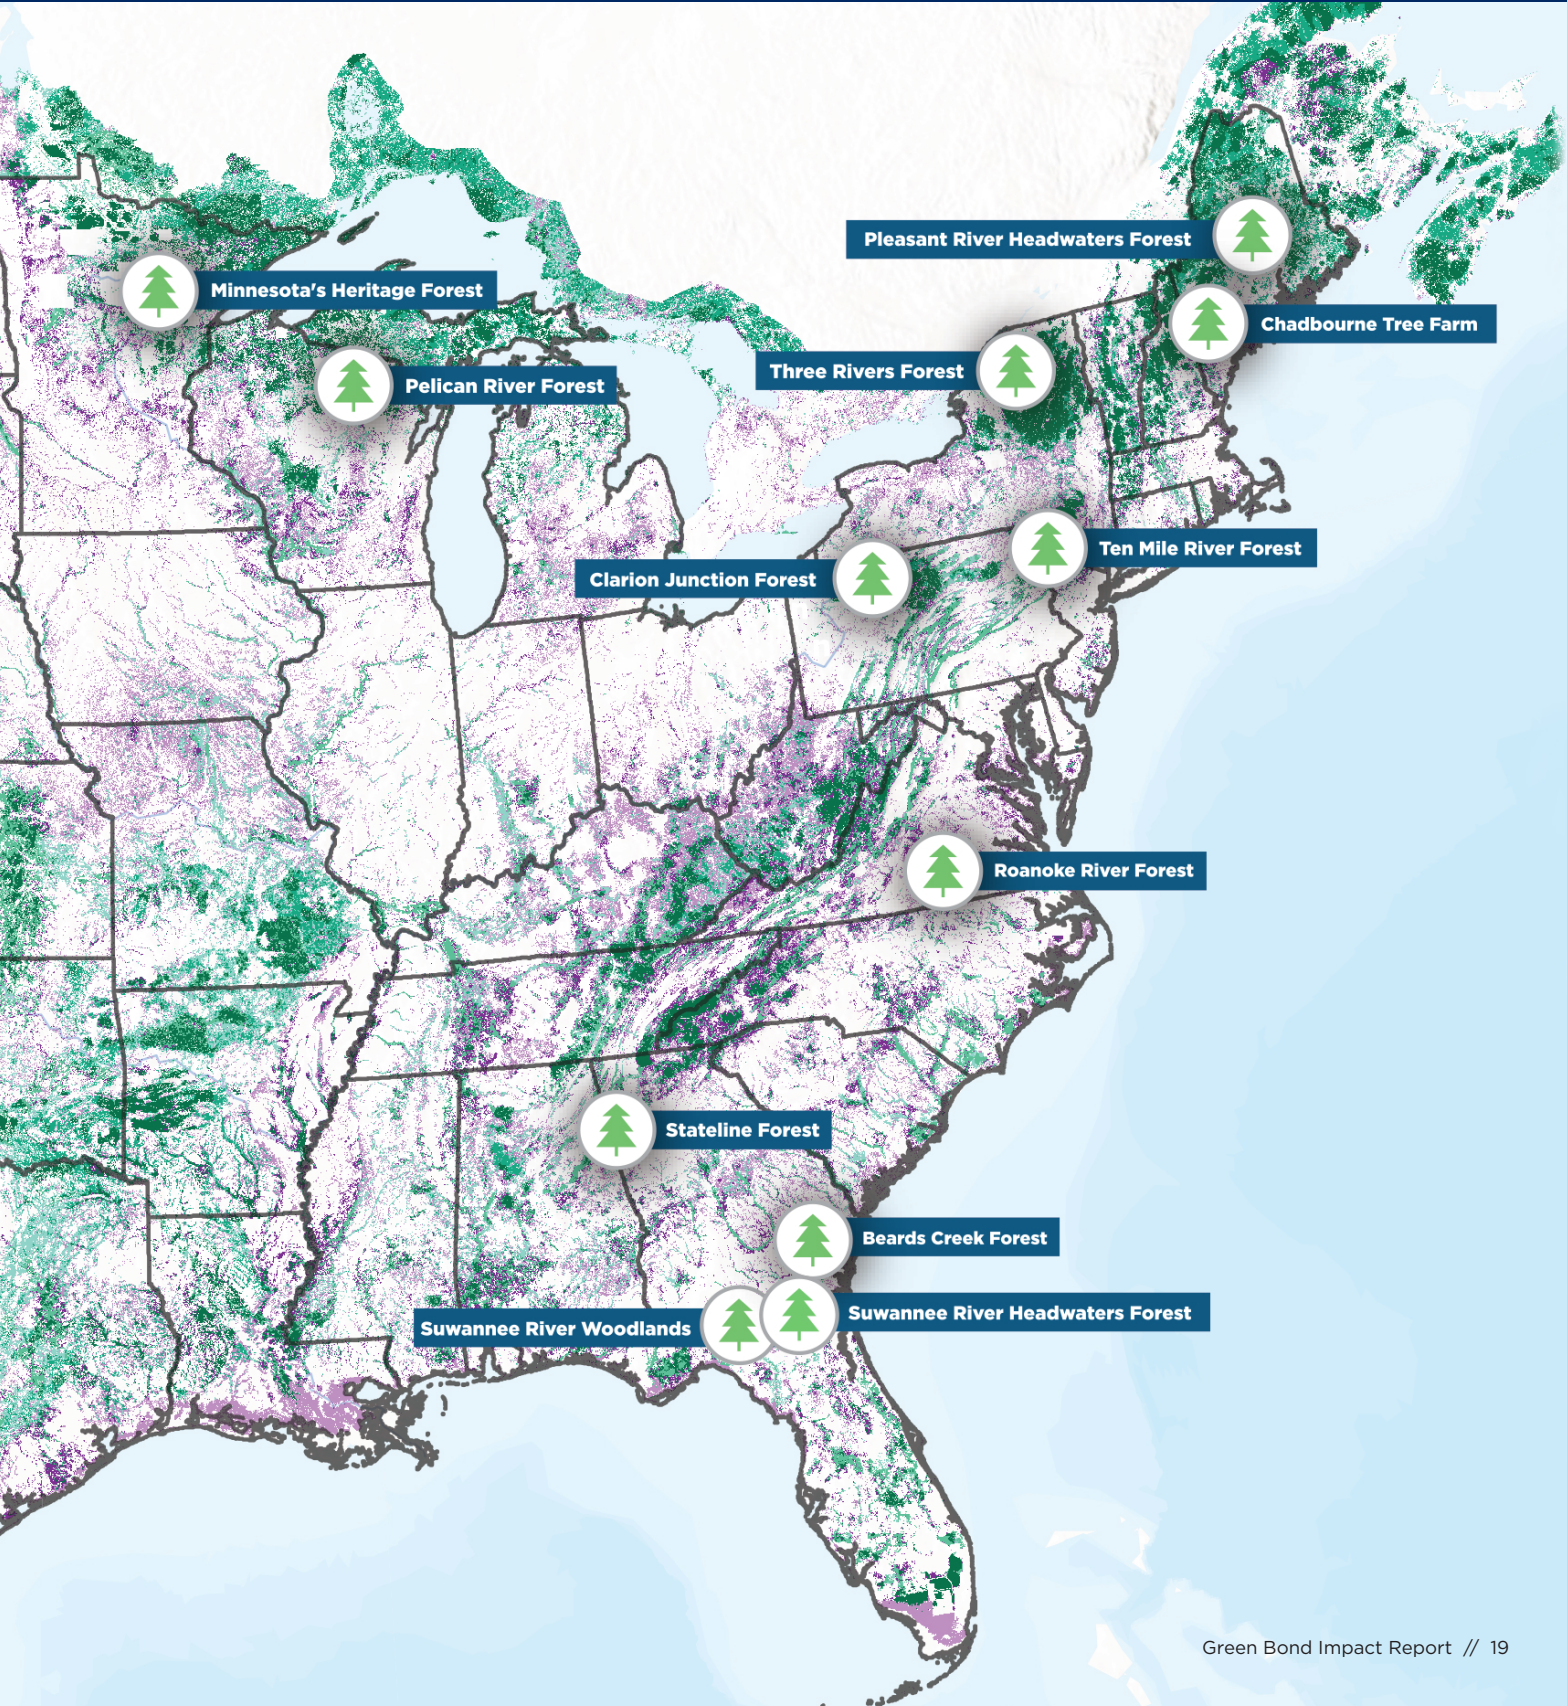 Pleasant River Headwaters Forest
Minnesota's Heritage Forest
Chadbourne Tree Farm
Three Rivers Forest
Pelican River Forest
Ten Mile River Forest
Clarion Junction Forest
Roanoke River Forest
Stateline Forest
Beards Creek Forest
Suwannee River Headwaters Forest
Suwannee River Woodlands
Green Bond Impact Report // 19